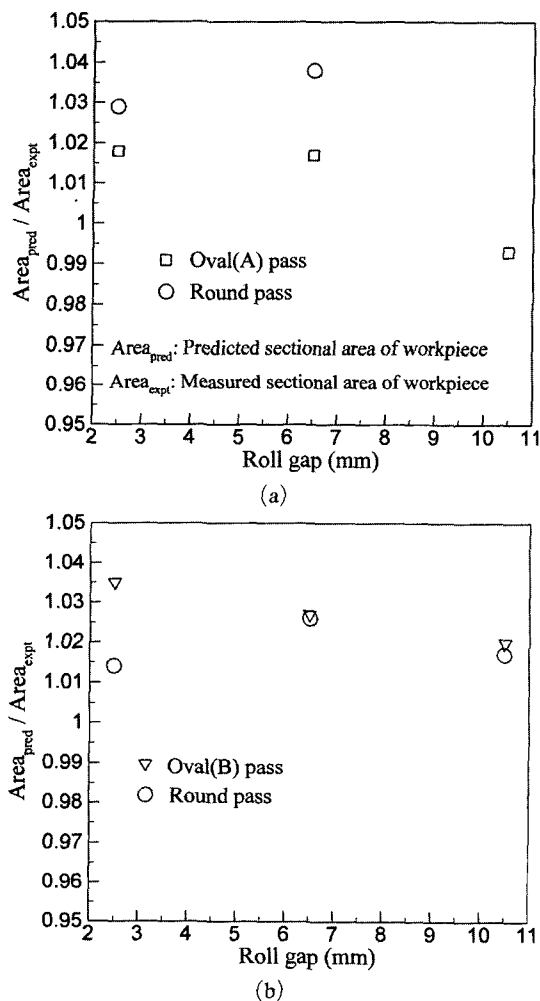 1.05
1.04
1.03
1.02
1.01
1
0.99
0.98
0.97
0.96
0.95
Area_pred / Area_expt
Oval(A) pass
Round pass
Area_pred: Predicted sectional area of workpiece
Area_expt: Measured sectional area of workpiece
2 3 4 5 6 7 8 9 10 11
Roll gap (mm)
(a)
1.05
1.04
1.03
1.02
1.01
1
0.99
0.98
0.97
0.96
0.95
Area_pred / Area_expt
Oval(B) pass
Round pass
2 3 4 5 6 7 8 9 10 11
Roll gap (mm)
(b)